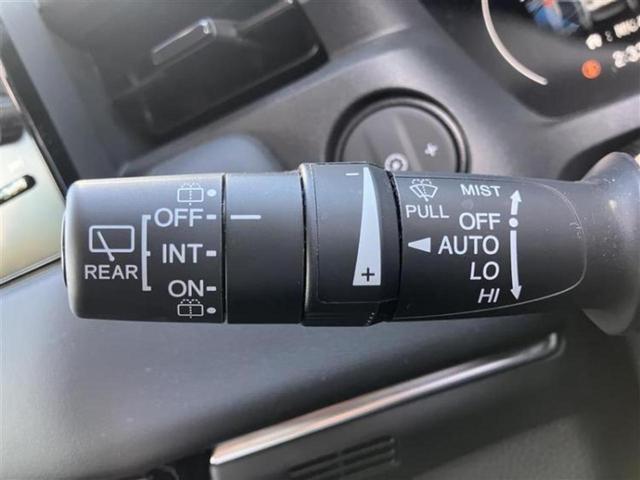 REAR
OFF
INT
ON
−
+
PULL
MIST
OFF
AUTO
LO
HI
+